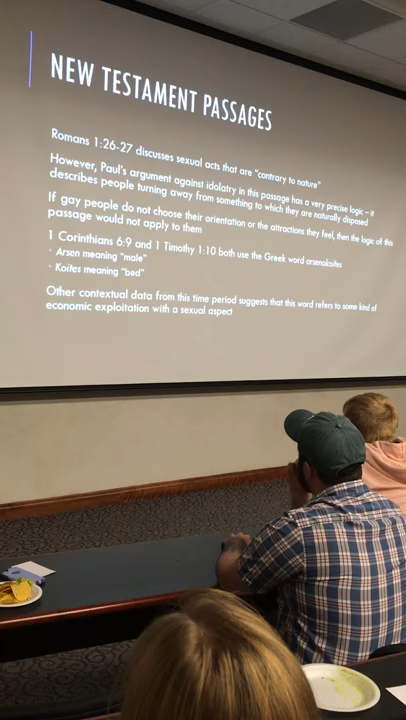 NEW TESTAMENT PASSAGES
Romans 1:26-27 discusses sexual acts that are "contrary to nature"
However, Paul's argument against idolatry in this passage has a very precise logic – it
describes people turning away from something to which they are naturally disposed
If gay people do not choose their orientation or the attractions they feel, then the logic of this
passage would not apply to them
1 Corinthians 6:9 and 1 Timothy 1:10 both use the Greek word arsenokoites
• Arsen meaning "male"
• Koites meaning "bed"
Other contextual data from this time period suggests that this word refers to some kind of
economic exploitation with a sexual aspect